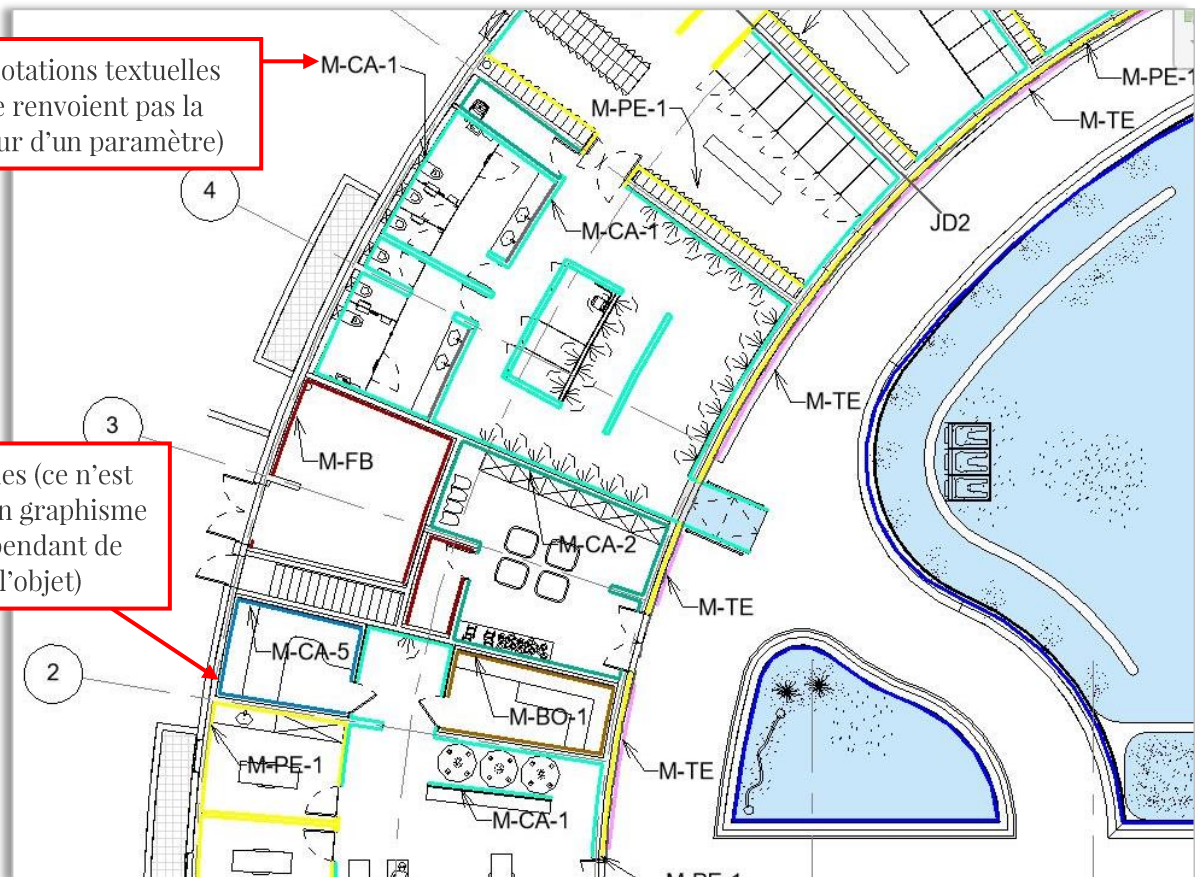 otations textuelles
e renvoient pas la
ur d'un paramètre)
M-CA-1
M-PE-1
M-PE-1
M-TE
4
M-CA-1
JD2
M-TE
3
M-FB
es (ce n'est
n graphisme
pendant de
l'objet)
M-CA-2
M-TE
2
M-CA-5
M-BO-1
M-PE-1
M-TE
M-CA-1
M-PE-1